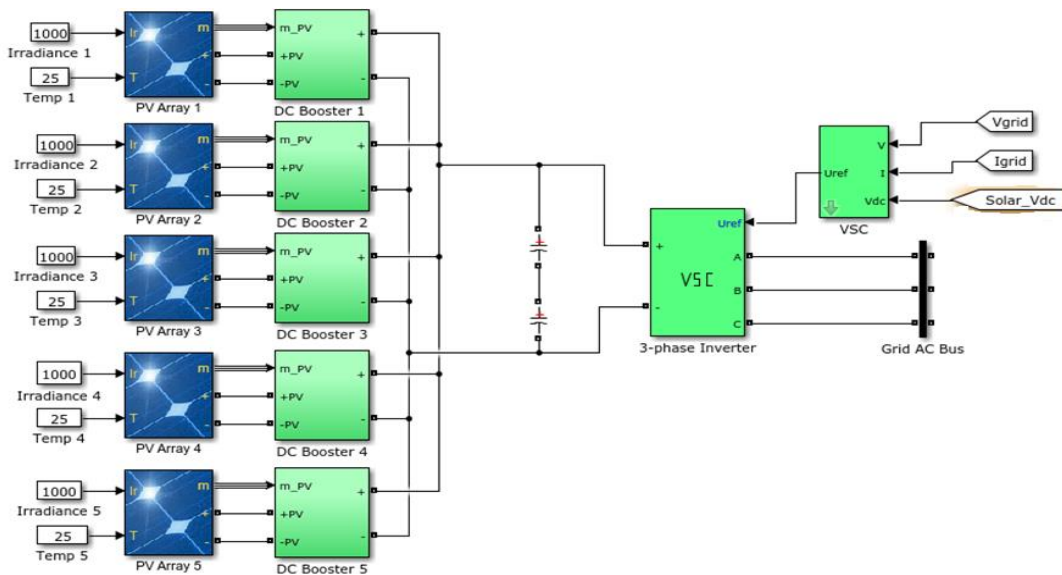 1000
Irradiance 1
25
Temp 1
Ir
T
m
+
-
PV Array 1
m_PV
+PV
-PV
+
-
DC Booster 1
1000
Irradiance 2
25
Temp 2
Ir
T
m
+
-
PV Array 2
m_PV
+PV
-PV
+
-
DC Booster 2
1000
Irradiance 3
25
Temp 3
Ir
T
m
+
-
PV Array 3
m_PV
+PV
-PV
+
-
DC Booster 3
1000
Irradiance 4
25
Temp 4
Ir
T
m
+
-
PV Array 4
m_PV
+PV
-PV
+
-
DC Booster 4
1000
Irradiance 5
25
Temp 5
Ir
T
m
+
-
PV Array 5
m_PV
+PV
-PV
+
-
DC Booster 5
+
+
Uref
+
-
VSC
A
B
C
3-phase Inverter
Uref
V
I
Vdc
VSC
Vgrid
Igrid
Solar_Vdc
Grid AC Bus